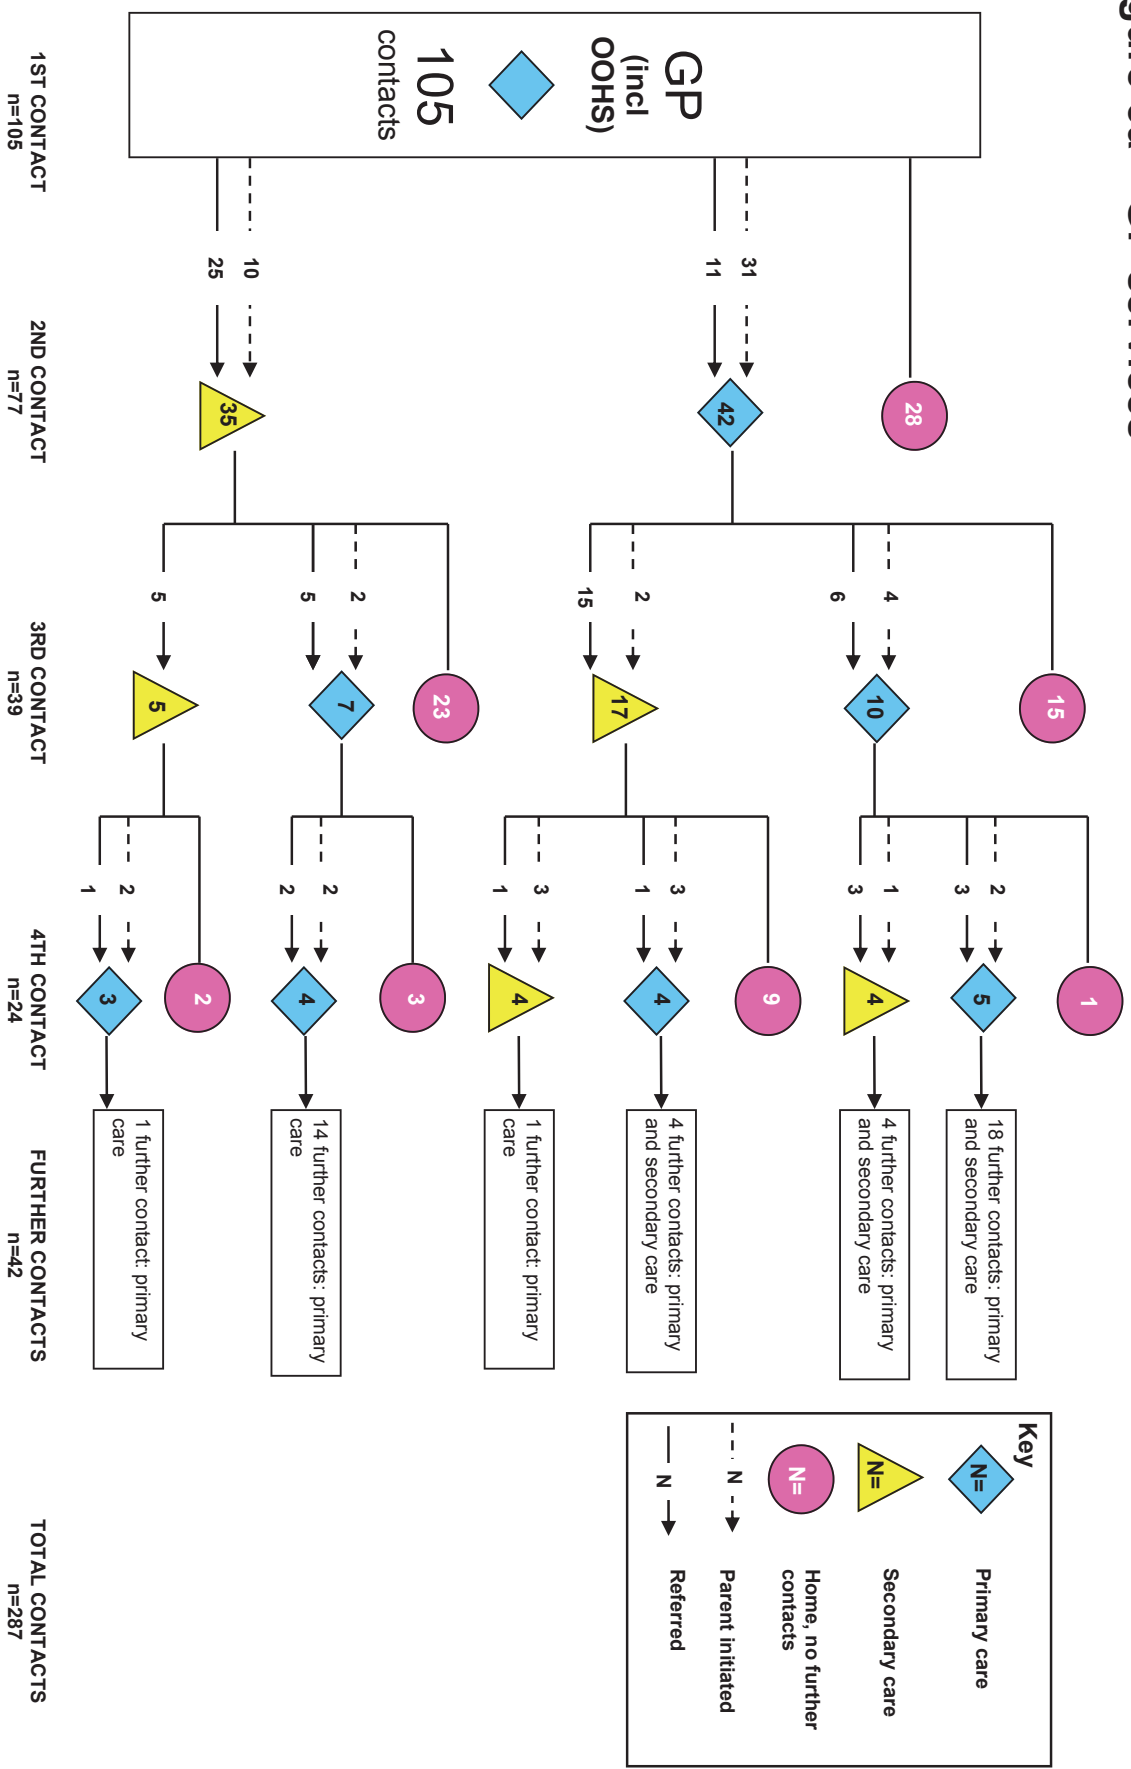 GP
(incl
OOHS)
105
contacts
31
11
10
25
28
42
35
4
6
2
15
2
5
5
15
10
17
23
7
5
2
3
1
3
3
1
3
1
2
2
2
1
1
5
4
9
4
4
3
4
2
3
18 further contacts: primary
and secondary care
4 further contacts: primary
and secondary care
4 further contacts: primary
and secondary care
1 further contact: primary
care
14 further contacts: primary
care
1 further contact: primary
care
Key
N=
Primary care
N=
Secondary care
N=
Home, no further
contacts
N
Parent initiated
N
Referred
1ST CONTACT
n=105
2ND CONTACT
n=77
3RD CONTACT
n=39
4TH CONTACT
n=24
FURTHER CONTACTS
n=42
TOTAL CONTACTS
n=287